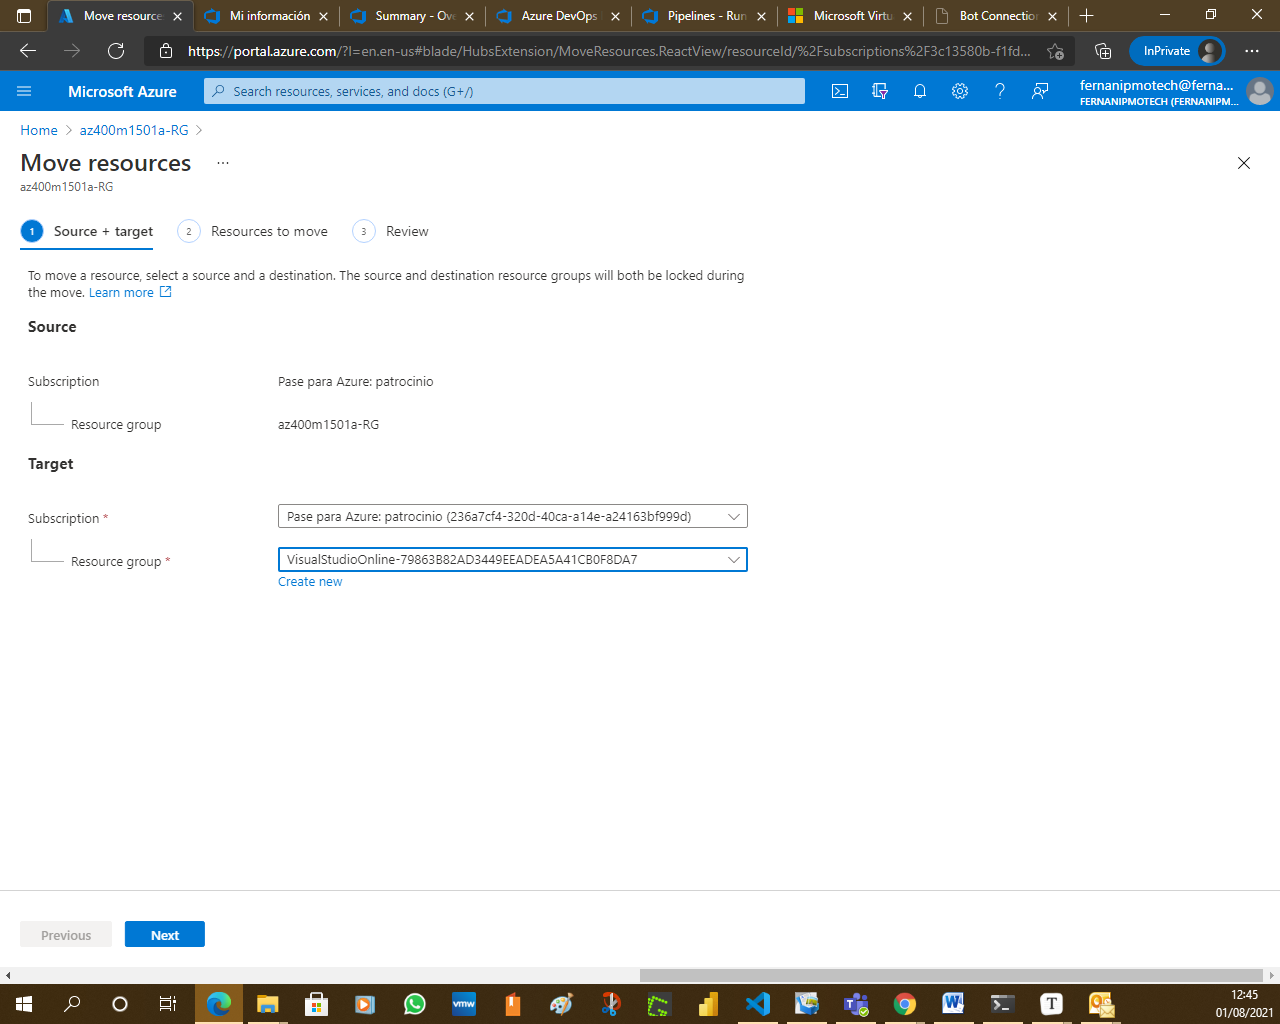 Move resource
Mi información
Summary - Ove
Azure DevOps
Pipelines - Run
Microsoft Virtu
Bot Connection
https://portal.azure.com/?l=en.en-us#blade/HubsExtension/MoveResources.ReactView/resourceId/%2Fsubscriptions%2F3c13580b-f1fd...
InPrivate
Microsoft Azure
Search resources, services, and docs (G+/)
fernanipmotech@ferna...
FERNANIPMOTECH (FERNANIPM...
Home > az400m1501a-RG >
Move resources ...
az400m1501a-RG
1 Source + target 2 Resources to move 3 Review
To move a resource, select a source and a destination. The source and destination resource groups will both be locked during
the move. Learn more
Source
Subscription Pase para Azure: patrocinio
Resource group az400m1501a-RG
Target
Subscription * Pase para Azure: patrocinio (236a7cf4-320d-40ca-a14e-a24163bf999d)
Resource group * VisualStudioOnline-79863B82AD3449EEADEA5A41CB0F8DA7
Create new
Previous Next
vmw
12:45
01/08/2021